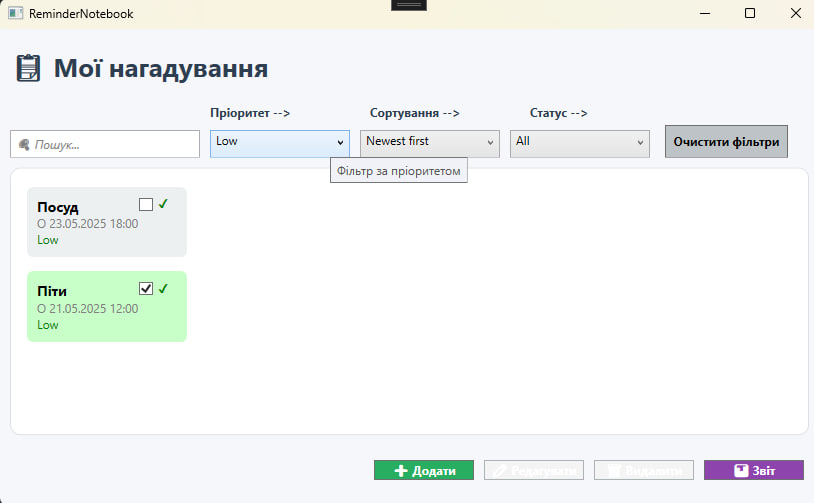 ReminderNotebook
Мої нагадування
Пріоритет -->
Сортування -->
Статус -->
Пошук...
Low
Newest first
All
Очистити фільтри
Фільтр за пріоритетом
Посуд
О 23.05.2025 18:00
Low
Піти
О 21.05.2025 12:00
Low
Додати
Редагувати
Видалити
Звіт